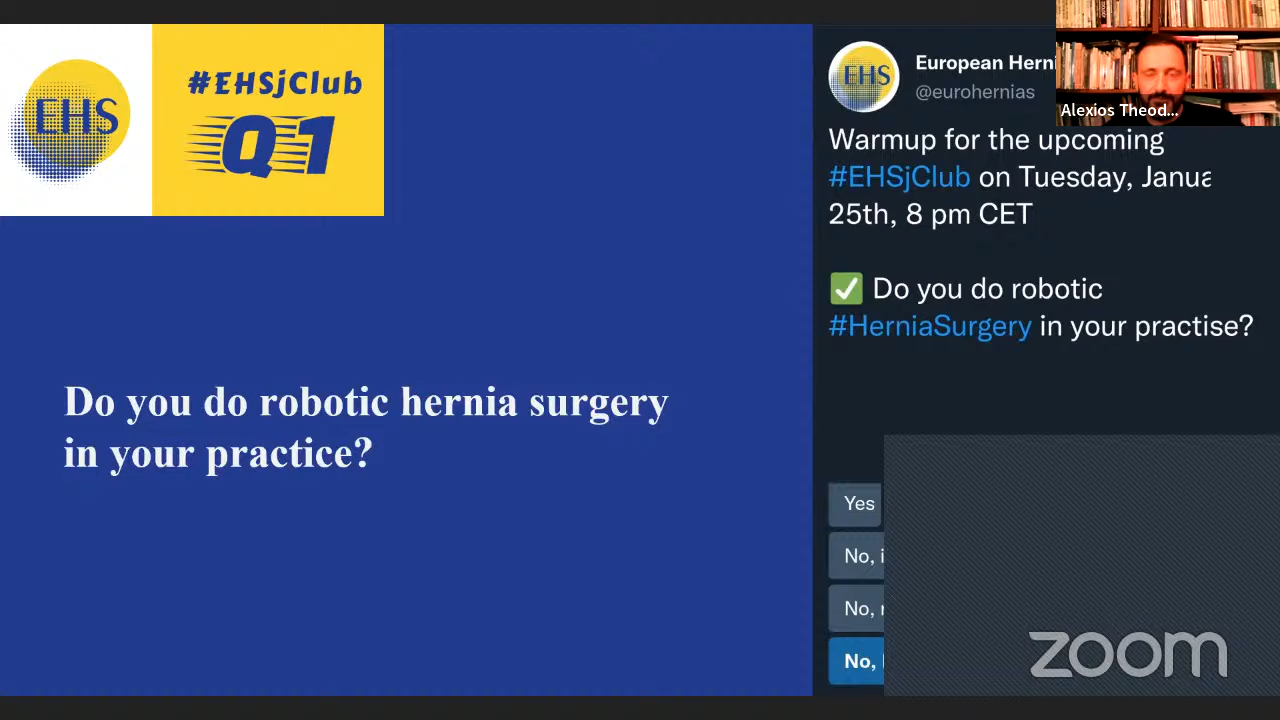 EHS
#EHSjClub
Q1
Do you do robotic hernia surgery
in your practice?
EHS
European Herni
@eurohernias
Alexios Theod...
Warmup for the upcoming
#EHSjClub on Tuesday, Janua
25th, 8 pm CET
Do you do robotic
#HerniaSurgery in your practise?
Yes
No, i
No,
No,
zoom